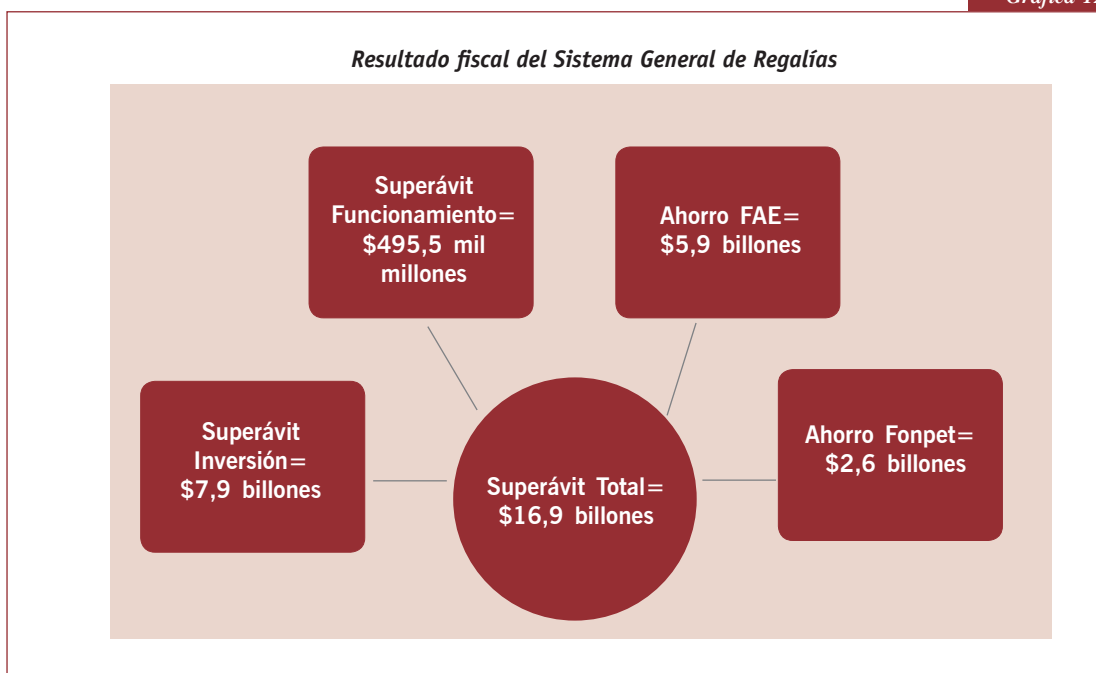 Gráfica
Resultado fiscal del Sistema General de Regalías
Superávit
Funcionamiento=
$495,5 mil
millones
Ahorro FAE=
$5,9 billones
Superávit
Inversión=
$7,9 billones
Ahorro Fonpet=
$2,6 billones
Superávit Total=
$16,9 billones